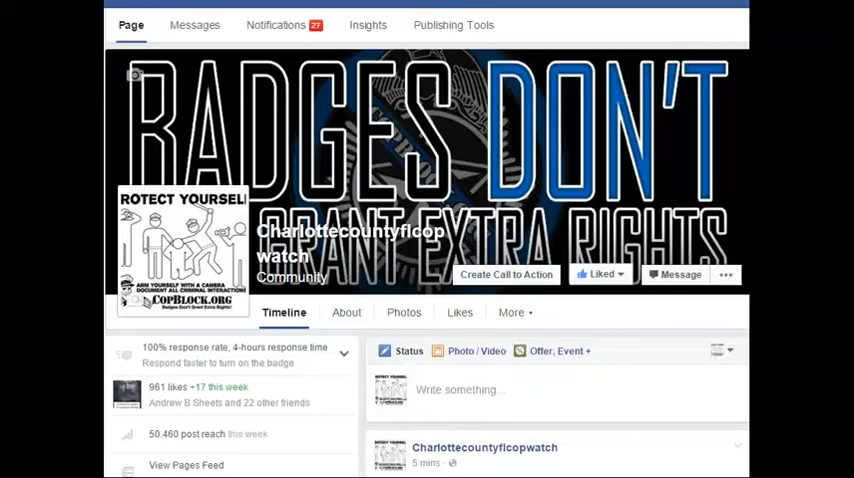 Page Messages Notifications 27 Insights Publishing Tools
BADGES DON'T
GRANT EXTRA RIGHTS
COPBLOCK
ROTECT YOURSEL
ARM YOURSELF WITH A CAMERA
DOCUMENT ALL CRIMINAL INTERACTIONS
COPBLOCK.ORG
Badges Don't Grant Extra Rights!
Charlottecountyflcop
watch
Community
Create Call to Action Liked Message
Timeline About Photos Likes More
100% response rate, 4-hours response time
Respond faster to turn on the badge
961 likes +17 this week
Andrew B Sheets and 22 other friends
50,460 post reach this week
View Pages Feed
Status Photo / Video Offer, Event +
Write something...
Charlottecountyflcopwatch
5 mins ·